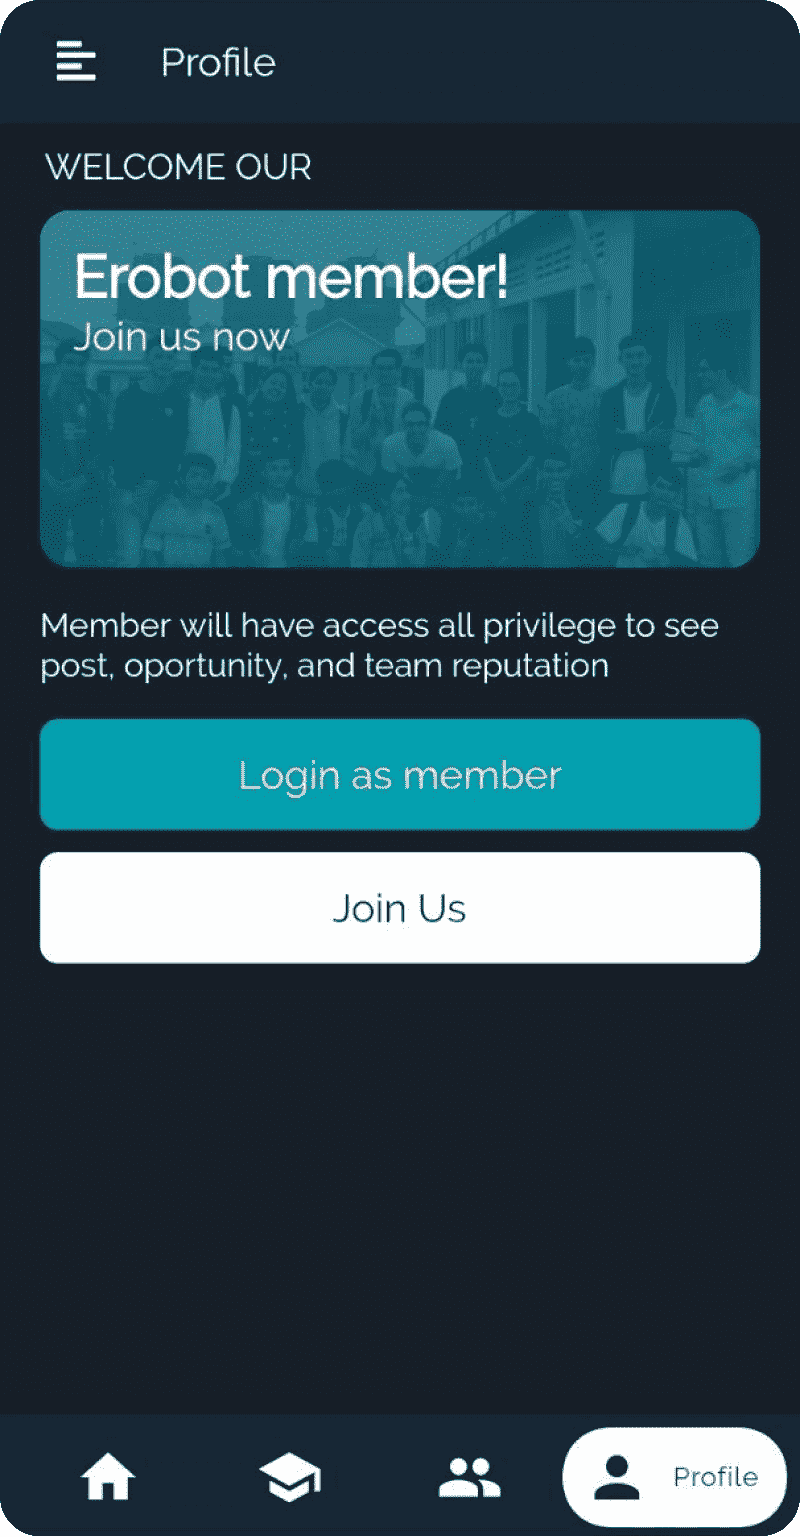 Profile
WELCOME OUR
Erobot member!
Join us now
Member will have access all privilege to see
post, oportunity, and team reputation
Login as member
Join Us
Profile